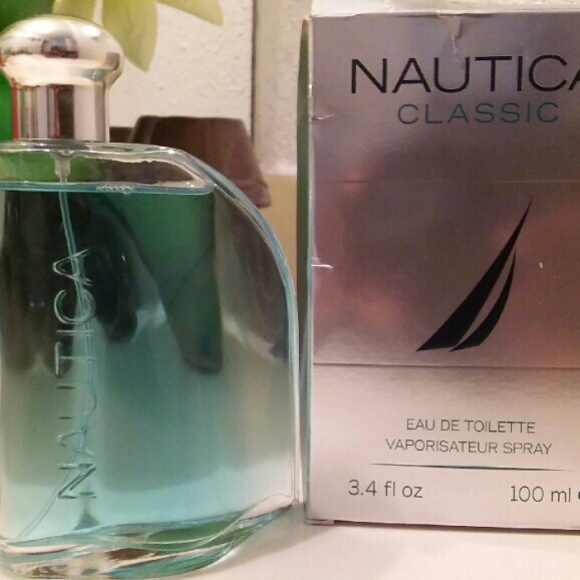 NAUTICA
NAUTICA
CLASSIC
EAU DE TOILETTE
VAPORISATEUR SPRAY
3.4 fl oz
100 ml